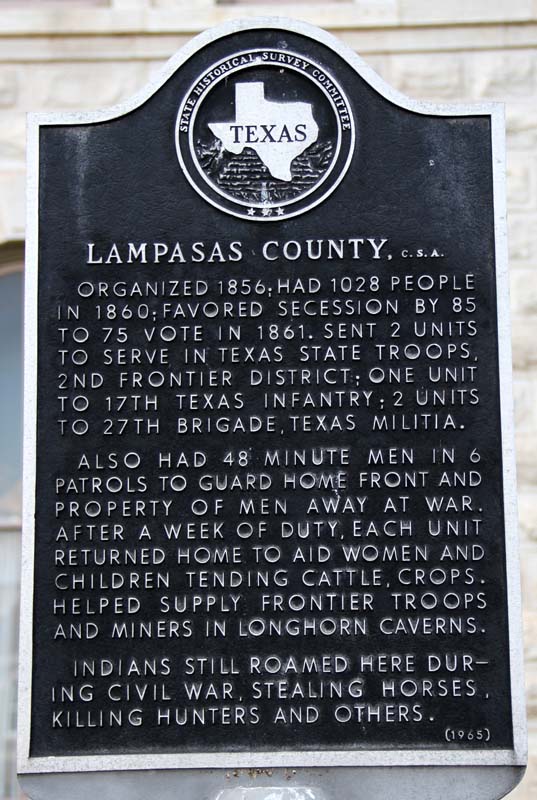 STATE HISTORICAL SURVEY COMMITTEE
TEXAS
LAMPASAS COUNTY, C.S.A.
ORGANIZED 1856; HAD 1028 PEOPLE
IN 1860; FAVORED SECESSION BY 85
TO 75 VOTE IN 1861. SENT 2 UNITS
TO SERVE IN TEXAS STATE TROOPS,
2ND FRONTIER DISTRICT; ONE UNIT
TO 17TH TEXAS INFANTRY; 2 UNITS
TO 27TH BRIGADE, TEXAS MILITIA.
ALSO HAD 48 MINUTE MEN IN 6
PATROLS TO GUARD HOME FRONT AND
PROPERTY OF MEN AWAY AT WAR.
AFTER A WEEK OF DUTY, EACH UNIT
RETURNED HOME TO AID WOMEN AND
CHILDREN TENDING CATTLE, CROPS.
HELPED SUPPLY FRONTIER TROOPS
AND MINERS IN LONGHORN CAVERNS.
INDIANS STILL ROAMED HERE DUR-
ING CIVIL WAR, STEALING HORSES,
KILLING HUNTERS AND OTHERS.
(1965)